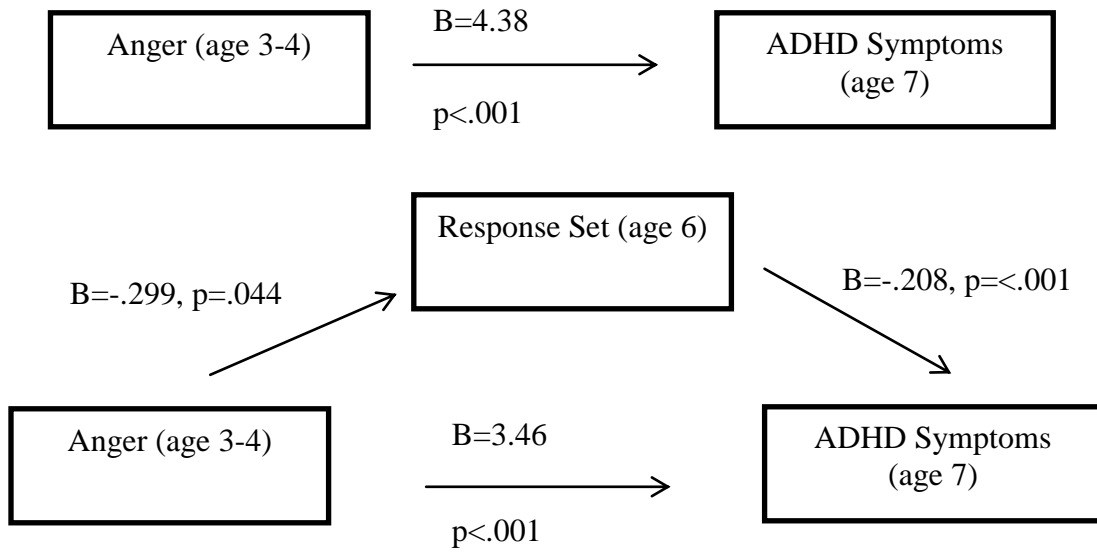 Anger (age 3-4)
B=4.38
p<.001
ADHD Symptoms
(age 7)
Response Set (age 6)
B=-.299, p=.044
B=-.208, p=<.001
Anger (age 3-4)
B=3.46
p<.001
ADHD Symptoms
(age 7)